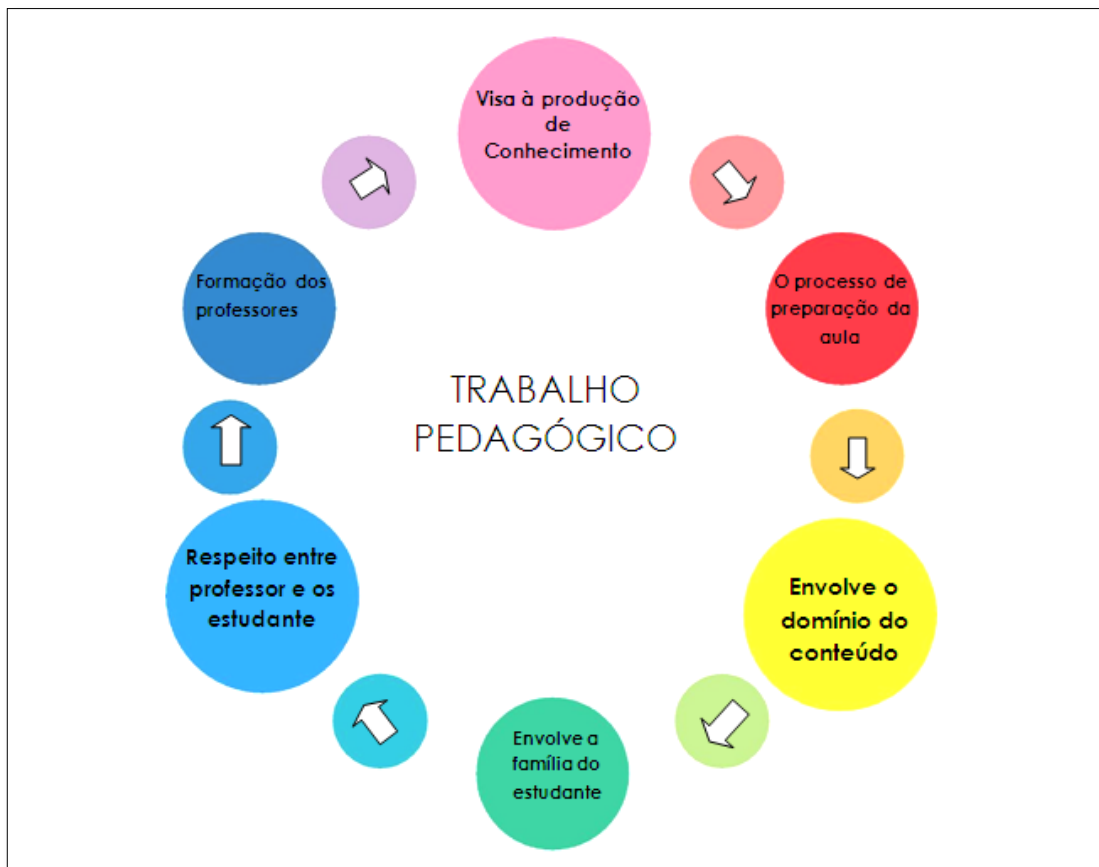 Visa à produção
de
Conhecimento
O processo de
preparação da
aula
Envolve o
domínio do
conteúdo
Envolve a
família do
estudante
Respeito entre
professor e os
estudante
Formação dos
professores
TRABALHO
PEDAGÓGICO